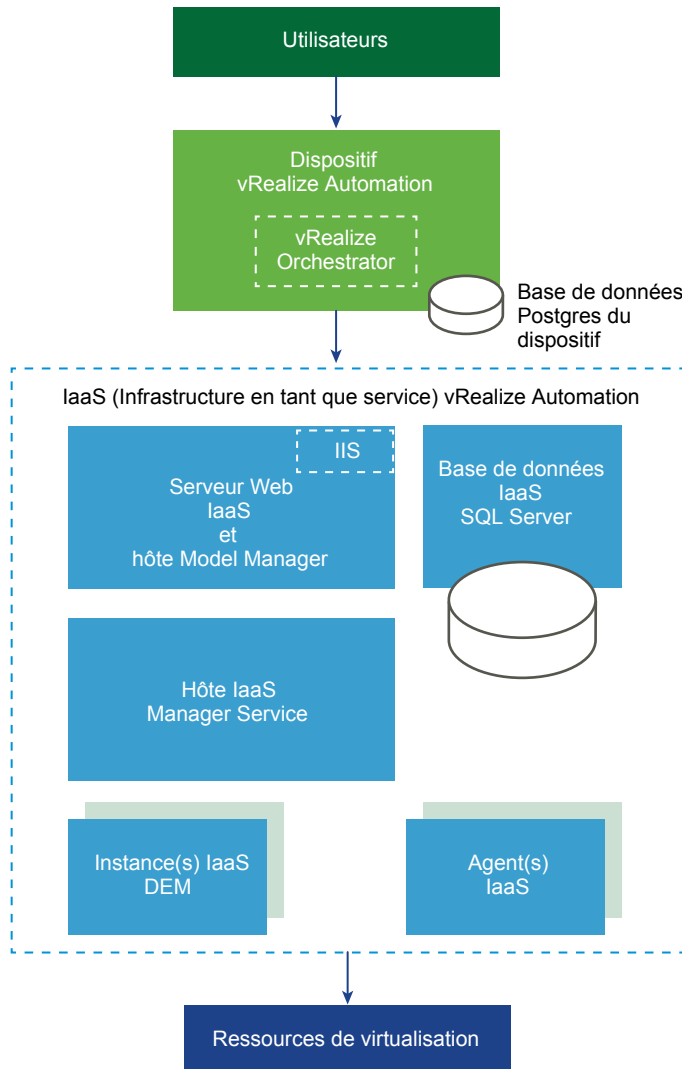 Utilisateurs
Dispositif
vRealize Automation
vRealize
Orchestrator
Base de données
Postgres du
dispositif
IaaS (Infrastructure en tant que service) vRealize Automation
IIS
Serveur Web
IaaS
et
hôte Model Manager
Base de données
IaaS
SQL Server
Hôte IaaS
Manager Service
Instance(s) IaaS
DEM
Agent(s)
IaaS
Ressources de virtualisation